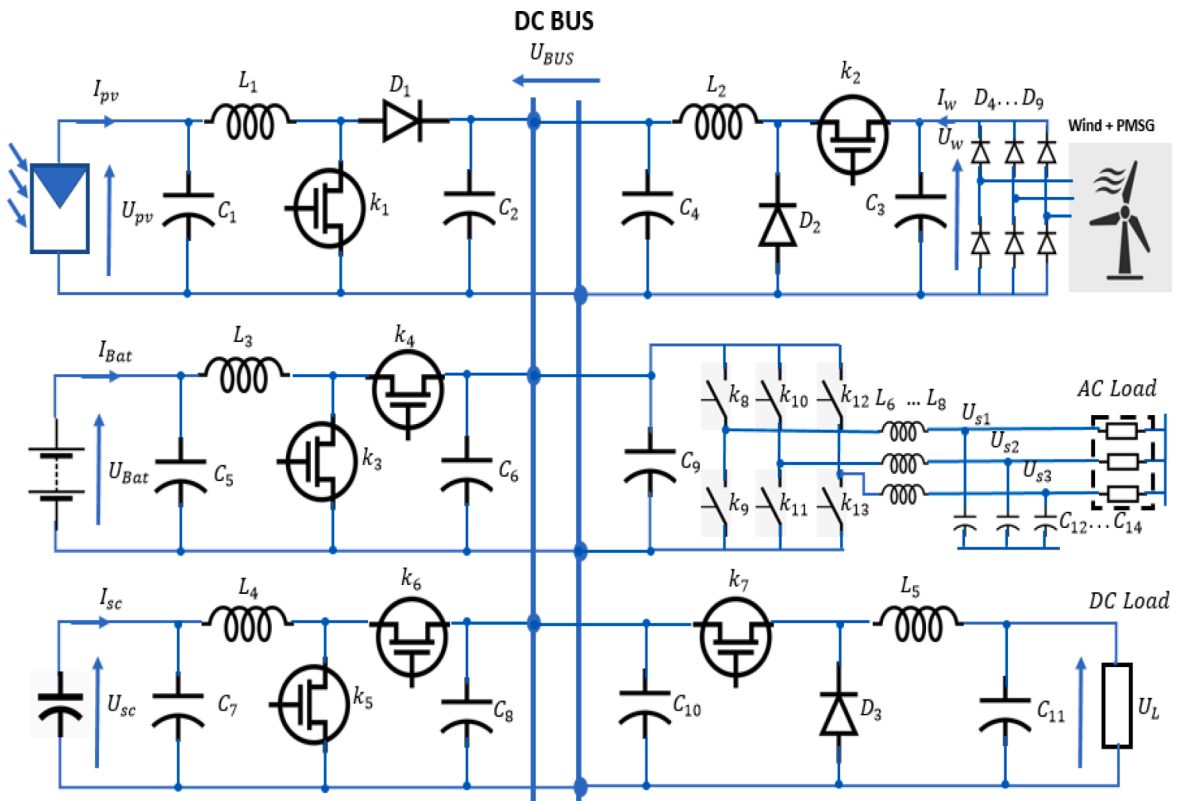 DC BUS
U_BUS
I_pv
L_1
D_1
L_2
k_2
I_w
D_4...D_9
Wind + PMSG
U_w
U_pv
C_1
k_1
C_2
C_4
D_2
C_3
I_Bat
L_3
k_4
U_Bat
C_5
k_3
C_6
C_9
k_8
k_10
k_12
L_6 ... L_8
U_s1
AC Load
U_s2
U_s3
k_9
k_11
k_13
C_12...C_14
I_sc
L_4
k_6
k_7
L_5
DC Load
U_sc
C_7
k_5
C_8
C_10
D_3
C_11
U_L